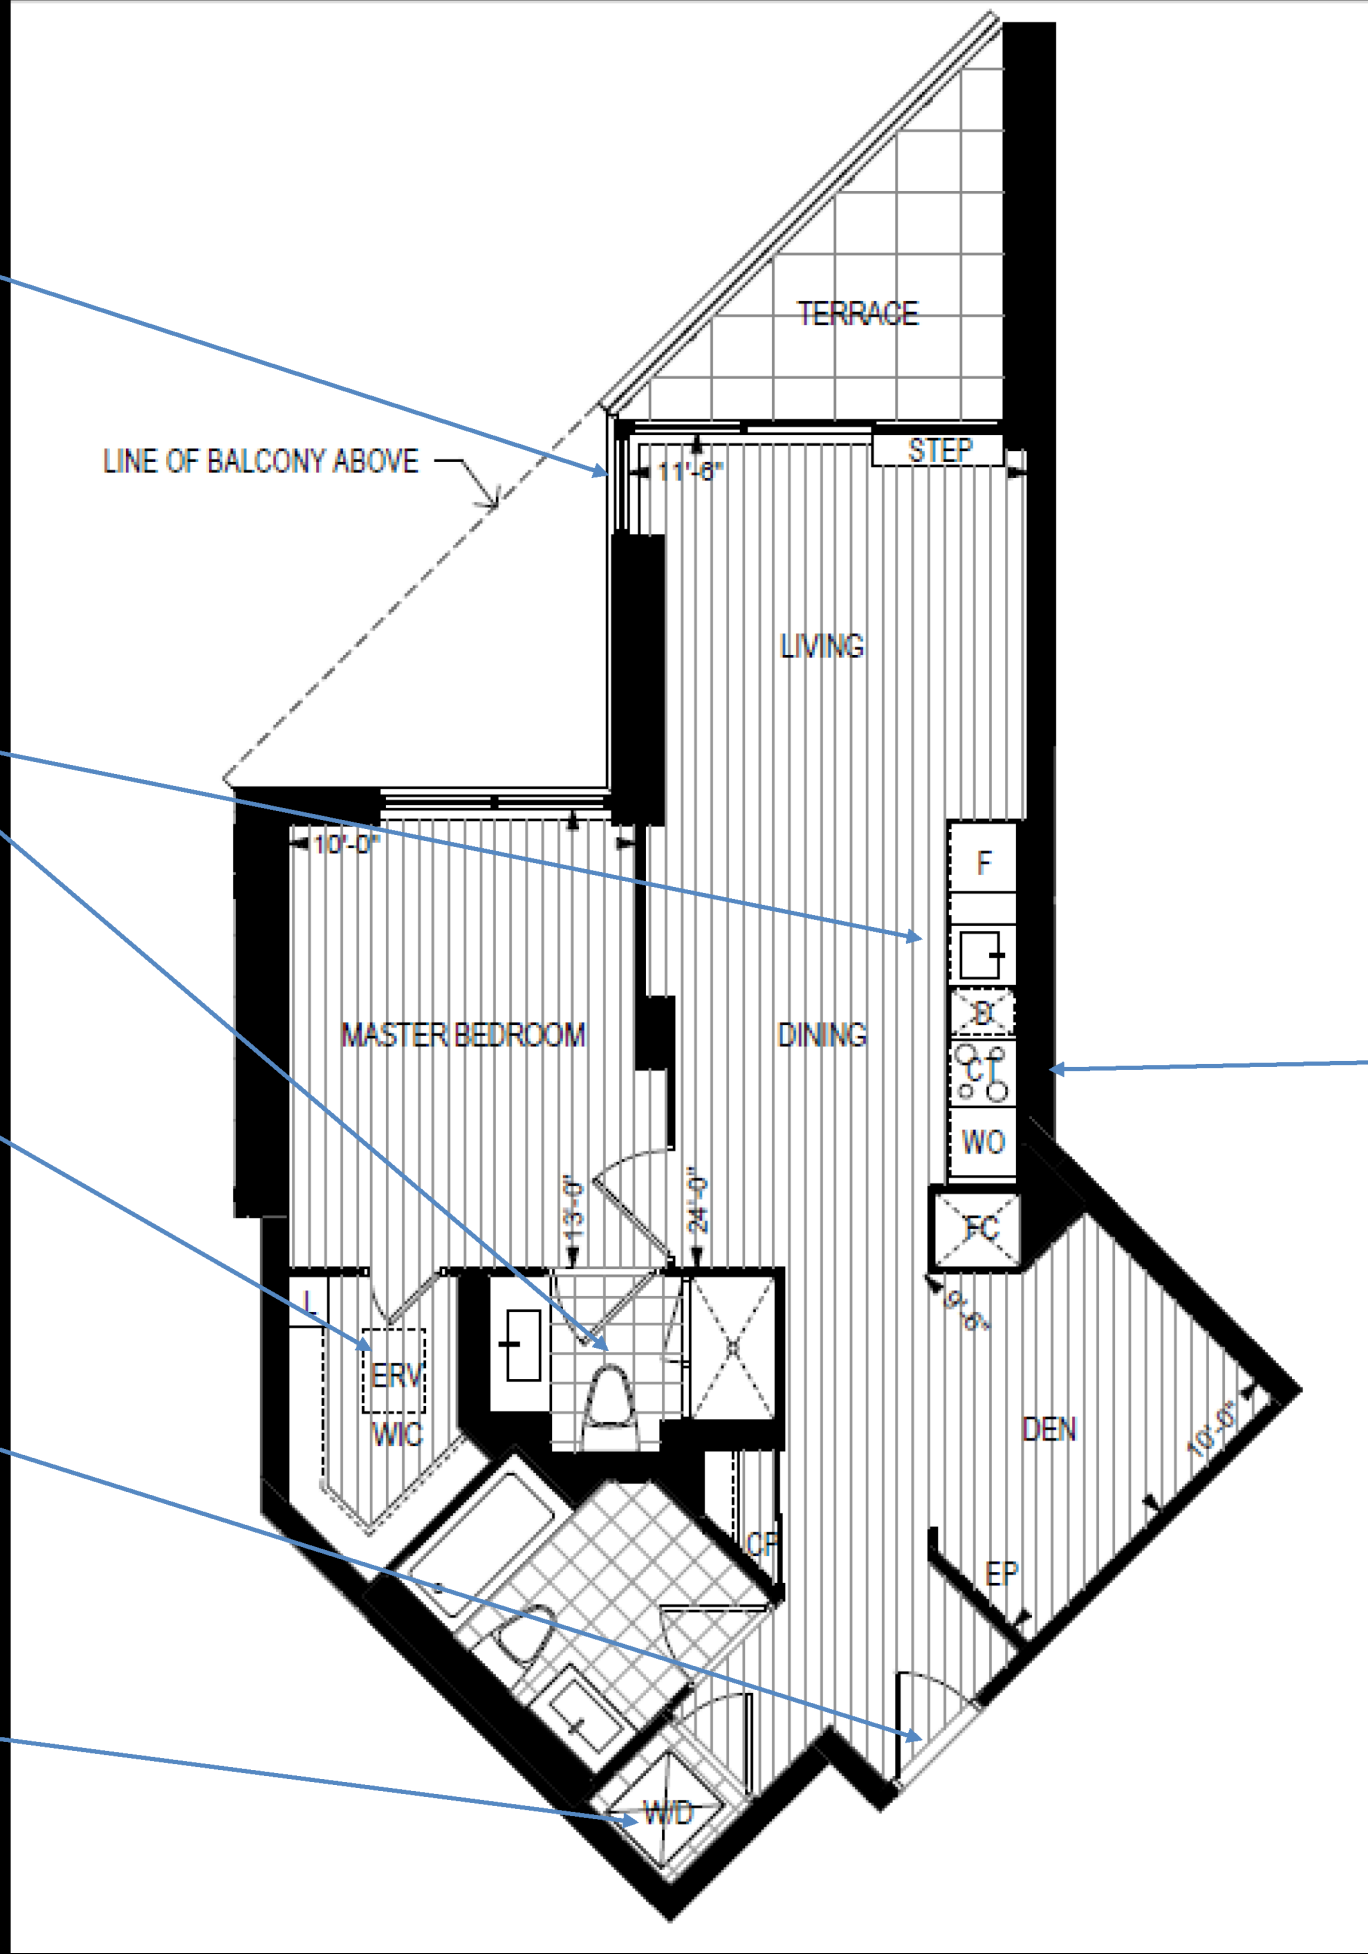 TERRACE
LINE OF BALCONY ABOVE
STEP
11'-6"
LIVING
10'-0"
F
MASTER BEDROOM
DINING
D
CT
WO
13'-0"
24'-0"
FC
L
9'-6"
ERV
WIC
DEN
10'-0"
EP
W/D